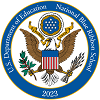 U.S. Department of Education
National Blue Ribbon School
2023